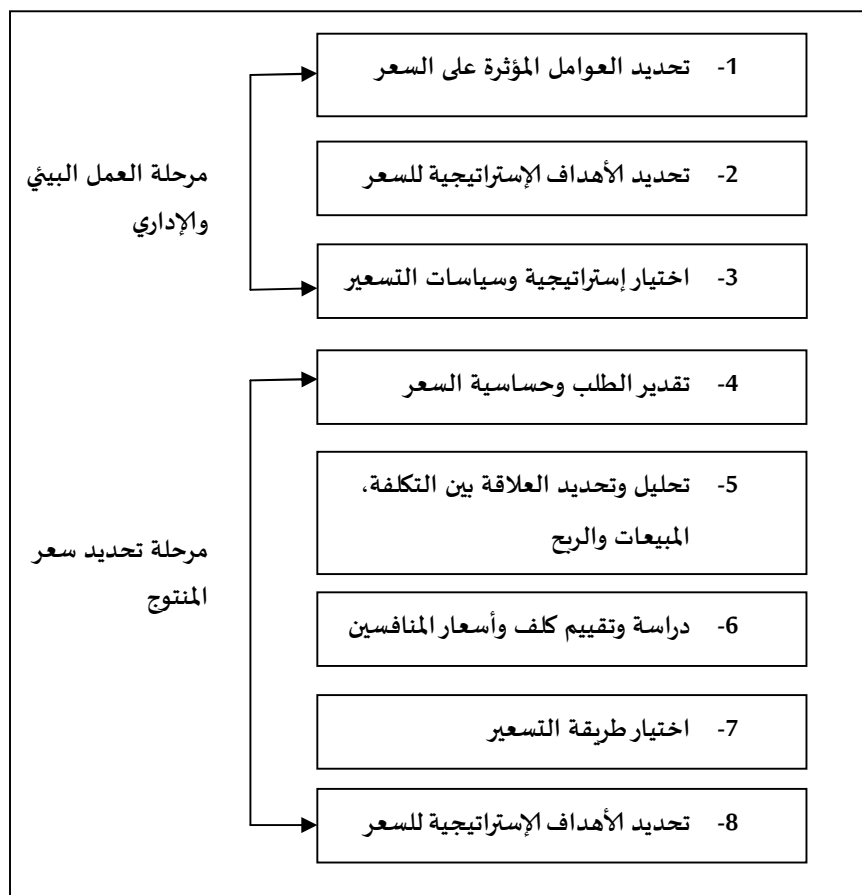 1- تحديد العوامل المؤثرة على السعر
2- تحديد الأهداف الإستراتيجية للسعر
3- اختيار إستراتيجية وسياسات التسعير
مرحلة العمل البيئي
والإداري
4- تقدير الطلب وحساسية السعر
5- تحليل وتحديد العلاقة بين التكلفة،
المبيعات والربح
6- دراسة وتقييم كلف وأسعار المنافسين
7- اختيار طريقة التسعير
8- تحديد الأهداف الإستراتيجية للسعر
مرحلة تحديد سعر
المنتوج